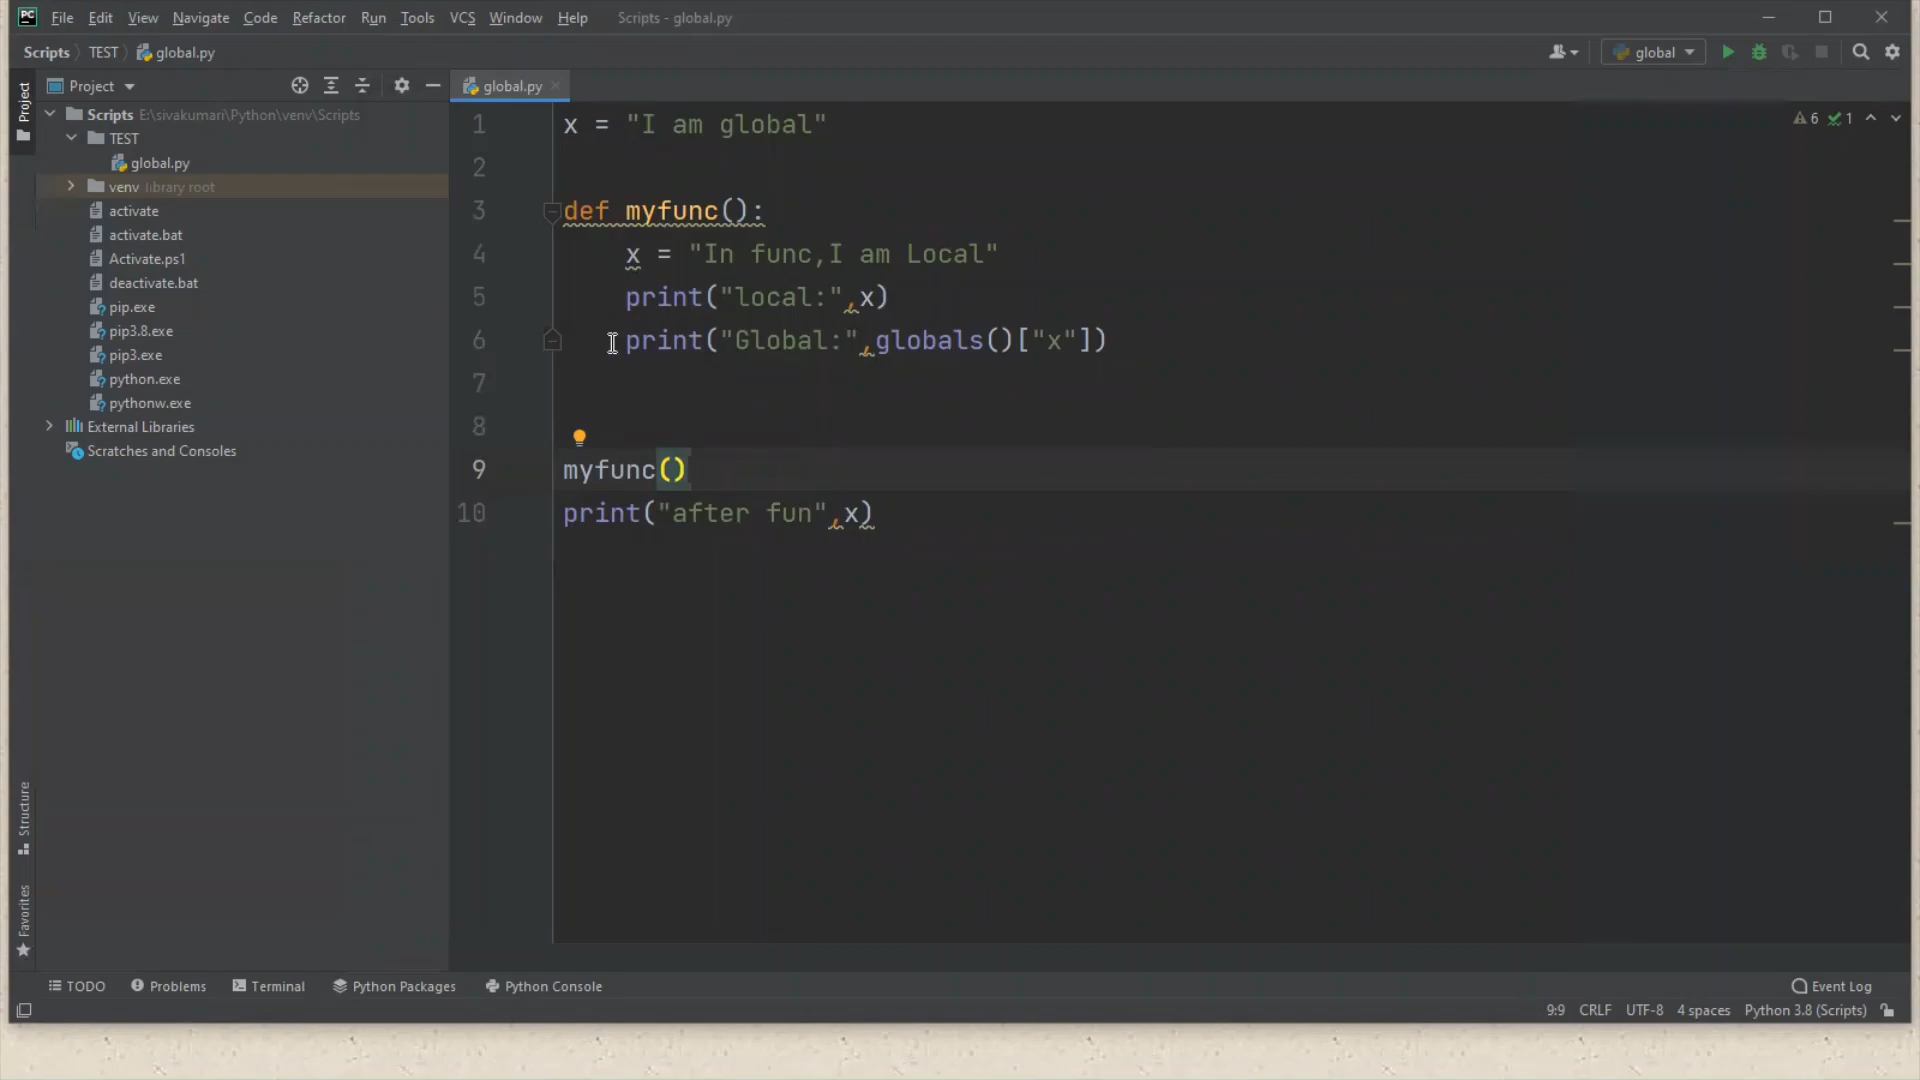 PC File Edit View Navigate Code Refactor Run Tools VCS Window Help Scripts - global.py
Scripts TEST global.py global
Project Project global.py
Scripts E:\sivakumari\Python\venv\Scripts
TEST
global.py
venv library root
activate
activate.bat
Activate.ps1
deactivate.bat
pip.exe
pip3.8.exe
pip3.exe
python.exe
pythonw.exe
External Libraries
Scratches and Consoles
1 x = "I am global"
2
3 def myfunc():
4 x = "In func,I am Local"
5 print("local:",x)
6 print("Global:",globals()["x"])
7
8
9 myfunc()
10 print("after fun",x)
6 1
Structure
Favorites
TODO Problems Terminal Python Packages Python Console Event Log
9:9 CRLF UTF-8 4 spaces Python 3.8 (Scripts)